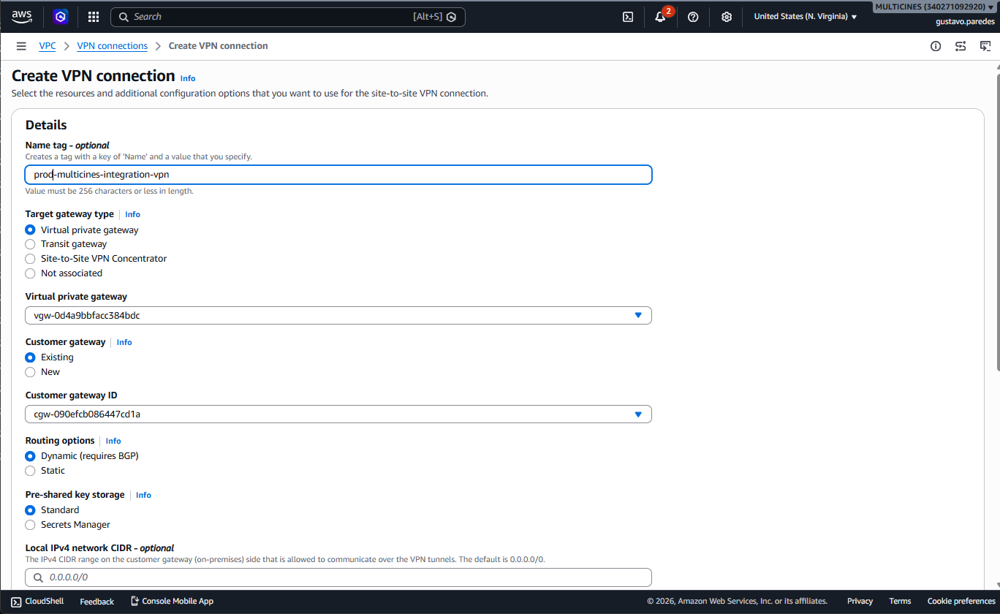 aws
Search
[Alt+S]
2
United States (N. Virginia)
MULTICINES (340271092920)
gustavo.paredes
VPC
VPN connections
Create VPN connection
Create VPN connection
Info
Select the resources and additional configuration options that you want to use for the site-to-site VPN connection.
Details
Name tag - optional
Creates a tag with a key of 'Name' and a value that you specify.
prod-multicines-integration-vpn
Value must be 256 characters or less in length.
Target gateway type
Info
Virtual private gateway
Transit gateway
Site-to-Site VPN Concentrator
Not associated
Virtual private gateway
vgw-0d4a9bbfacc384bdc
Customer gateway
Info
Existing
New
Customer gateway ID
cgw-090efcb086447cd1a
Routing options
Info
Dynamic (requires BGP)
Static
Pre-shared key storage
Info
Standard
Secrets Manager
Local IPv4 network CIDR - optional
The IPv4 CIDR range on the customer gateway (on-premises) side that is allowed to communicate over the VPN tunnels. The default is 0.0.0.0/0.
0.0.0.0/0
CloudShell
Feedback
Console Mobile App
© 2026, Amazon Web Services, Inc. or its affiliates.
Privacy
Terms
Cookie preferences